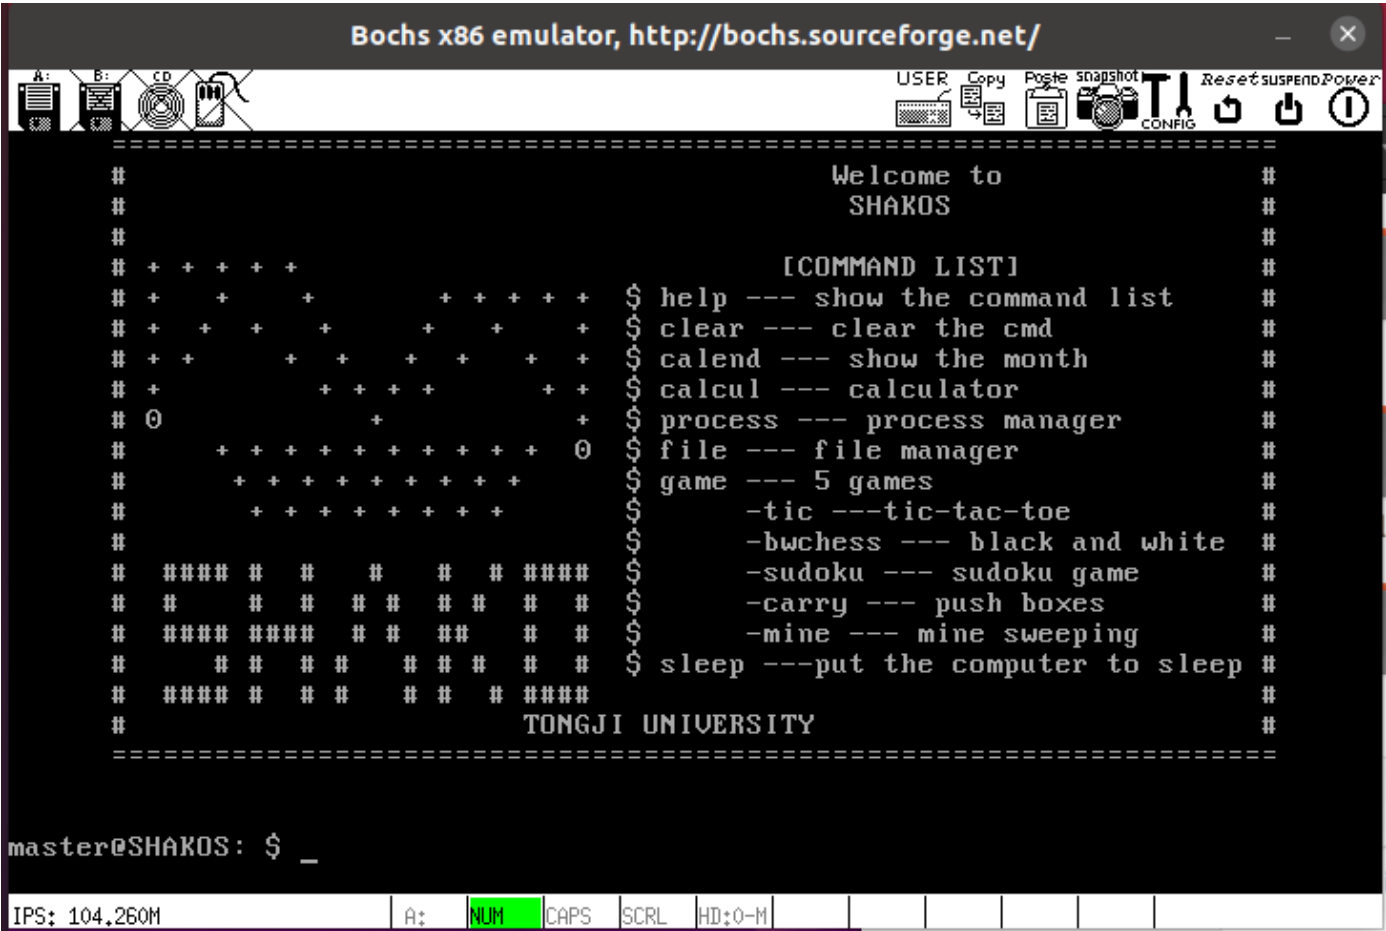 Bochs x86 emulator, http://bochs.sourceforge.net/
A: B: CD USER Copy Paste snapshot CONFIG Reset SUSPEND Power
====================================================================
# Welcome to #
# SHAKOS #
# #
# + + + + + [COMMAND LIST] #
# + + + + + + + + $ help --- show the command list #
# + + + + + + + $ clear --- clear the cmd #
# + + + + + + + + $ calend --- show the month #
# + + + + + + + $ calcul --- calculator #
# 0 + + $ process --- process manager #
# + + + + + + + + + + 0 $ file --- file manager #
# + + + + + + + + + $ game --- 5 games #
# + + + + + + + + $ -tic ---tic-tac-toe #
# $ -bwchess --- black and white #
# #### # # # # # #### $ -sudoku --- sudoku game #
# # # # # # # # # # $ -carry --- push boxes #
# #### #### # # ## # # $ -mine --- mine sweeping #
# # # # # # # # # # $ sleep ---put the computer to sleep #
# #### # # # # # # #### #
# TONGJI UNIVERSITY #
====================================================================
master@SHAKOS: $ _
IPS: 104.260M A: NUM CAPS SCRL HD:0-M